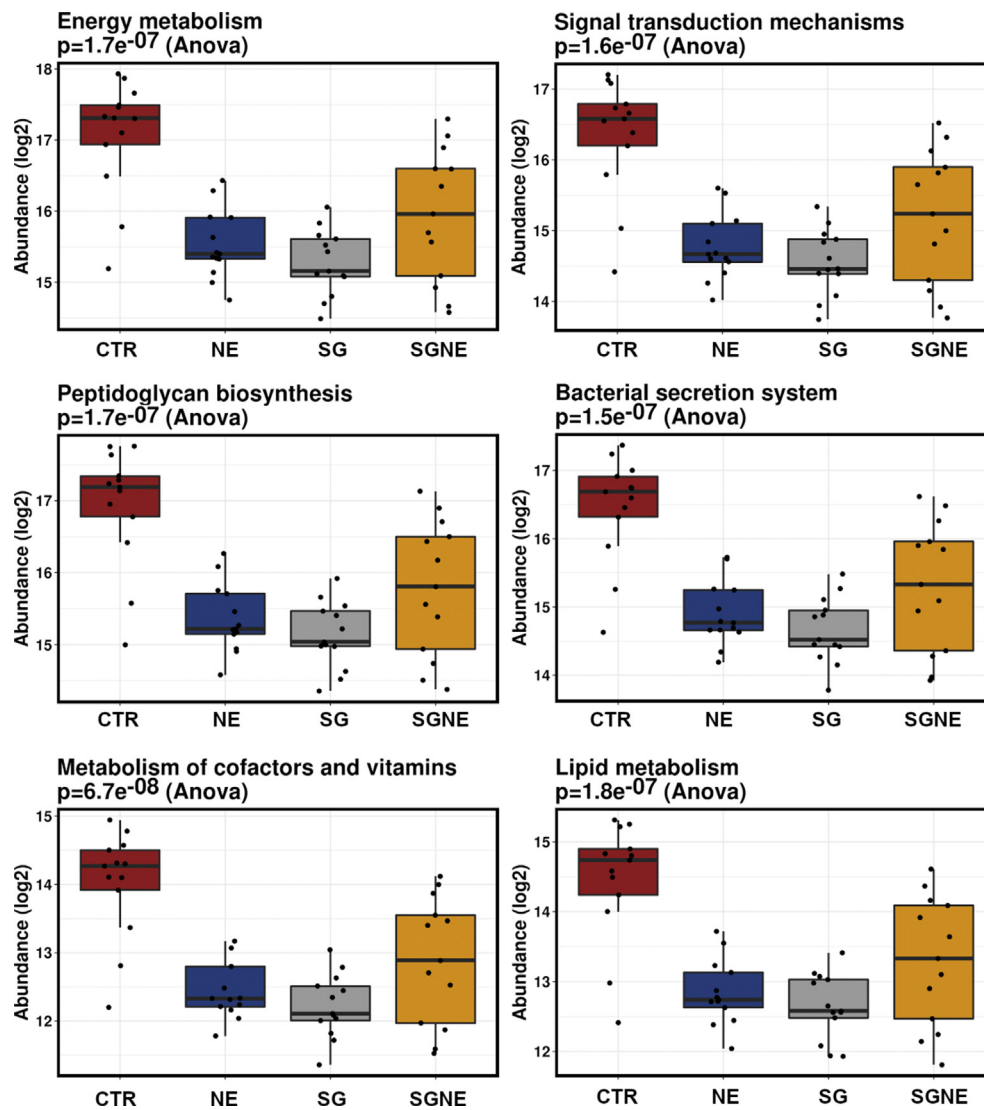 Energy metabolism
p=1.7e-07 (Anova)
Abundance (log2)
18
17
16
15
CTR NE SG SGNE
Signal transduction mechanisms
p=1.6e-07 (Anova)
Abundance (log2)
17
16
15
14
CTR NE SG SGNE
Peptidoglycan biosynthesis
p=1.7e-07 (Anova)
Abundance (log2)
17
16
15
CTR NE SG SGNE
Bacterial secretion system
p=1.5e-07 (Anova)
Abundance (log2)
17
16
15
14
CTR NE SG SGNE
Metabolism of cofactors and vitamins
p=6.7e-08 (Anova)
Abundance (log2)
15
14
13
12
CTR NE SG SGNE
Lipid metabolism
p=1.8e-07 (Anova)
Abundance (log2)
15
14
13
12
CTR NE SG SGNE